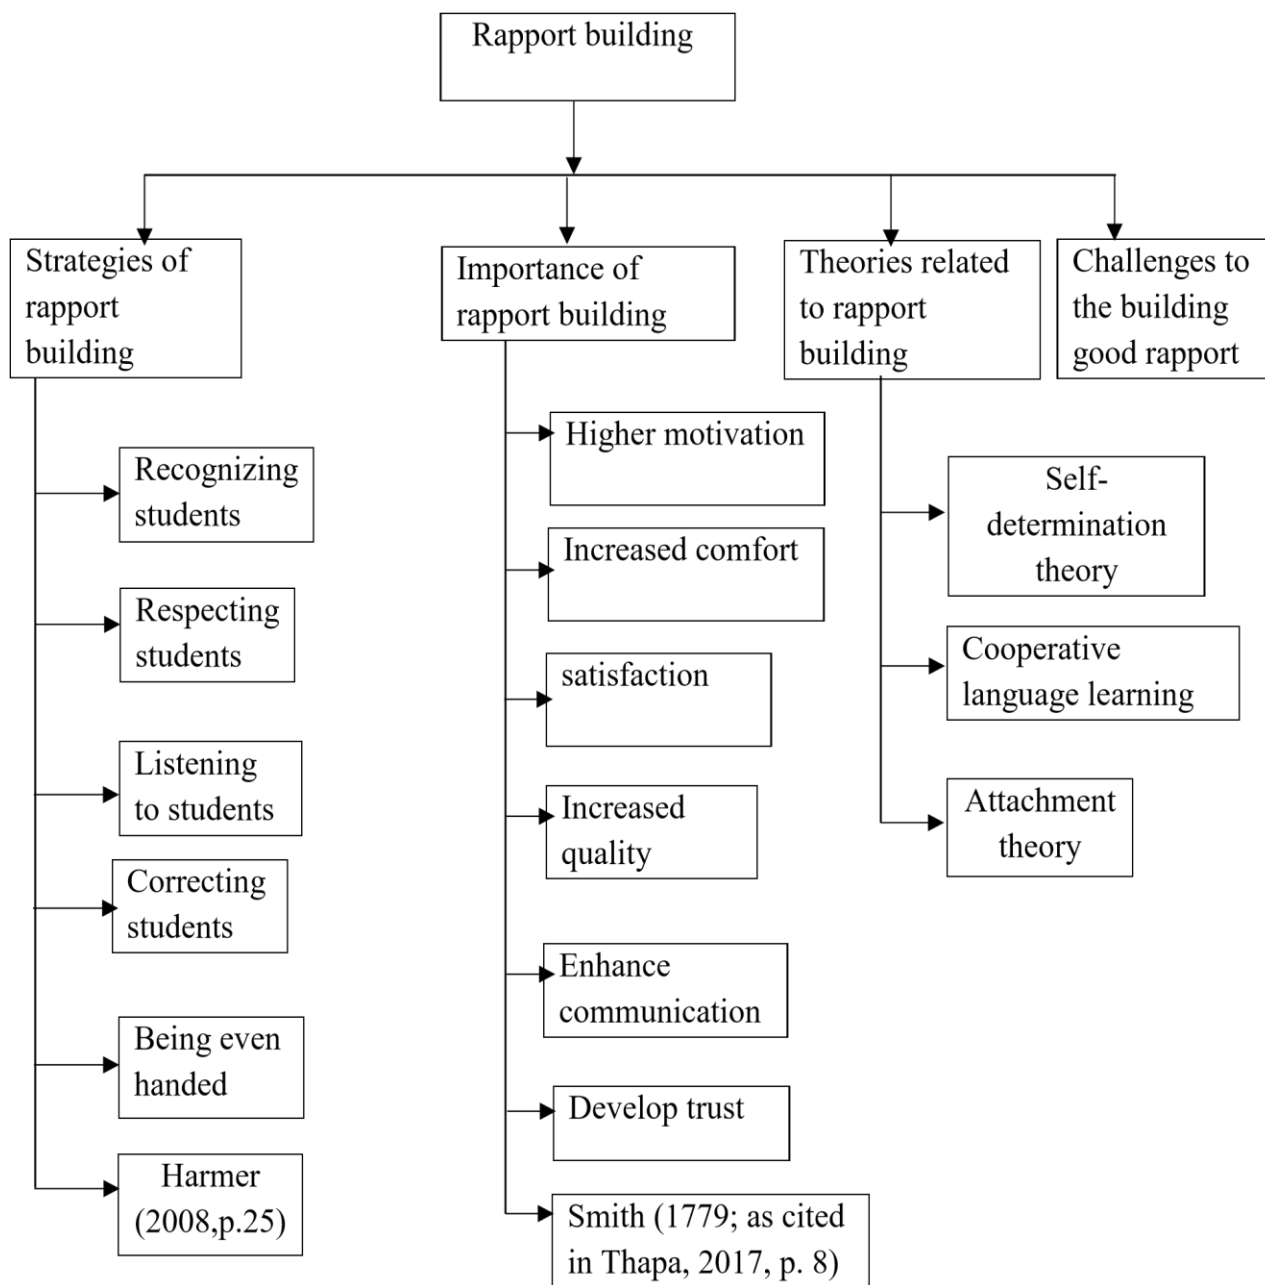 Rapport building
Strategies of
rapport
building
Recognizing
students
Respecting
students
Listening
to students
Correcting
students
Being even
handed
Harmer
(2008,p.25)
Importance of
rapport building
Higher motivation
Increased comfort
satisfaction
Increased
quality
Enhance
communication
Develop trust
Smith (1779; as cited
in Thapa, 2017, p. 8)
Theories related
to rapport
building
Self-
determination
theory
Cooperative
language learning
Attachment
theory
Challenges to
the building
good rapport